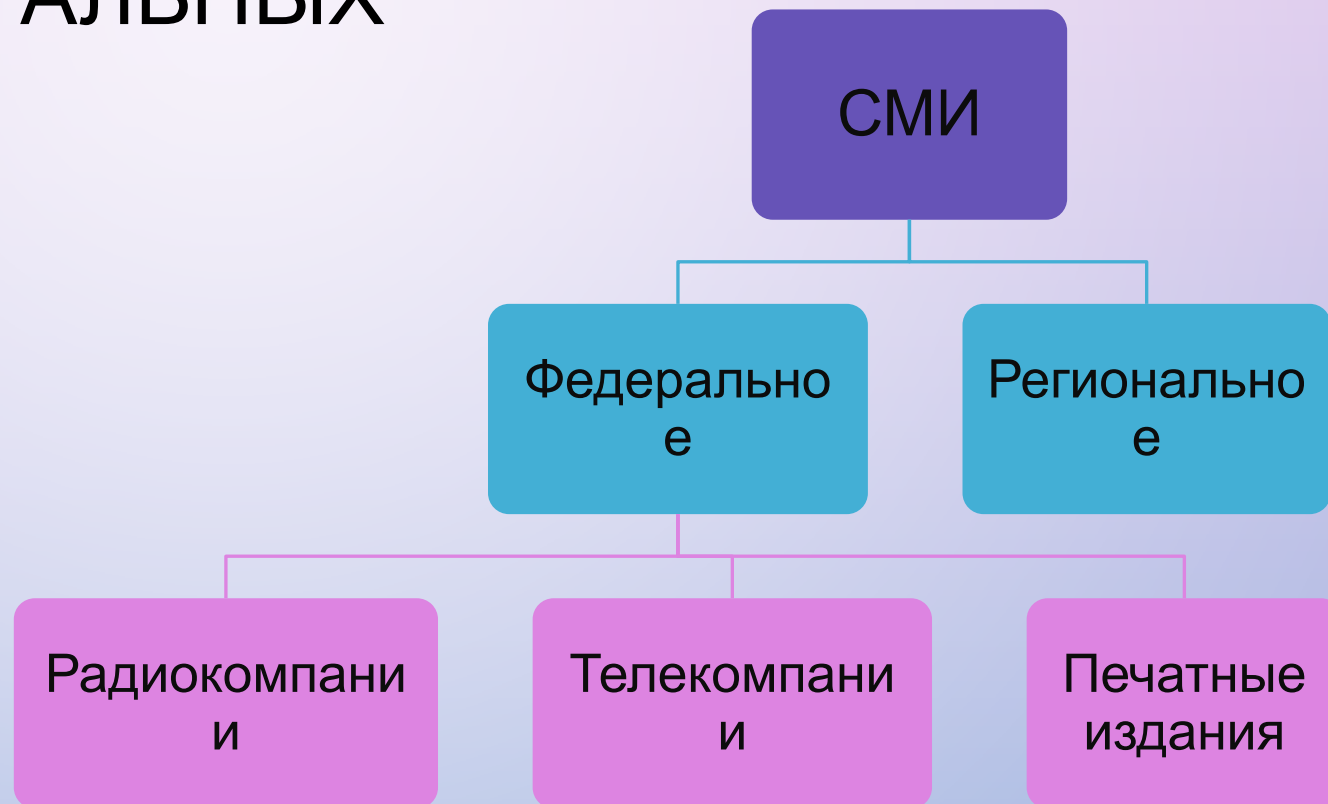 АЛЬНЫХ
СМИ
Федерально
е
Регионально
е
Радиокомпани
и
Телекомпани
и
Печатные
издания